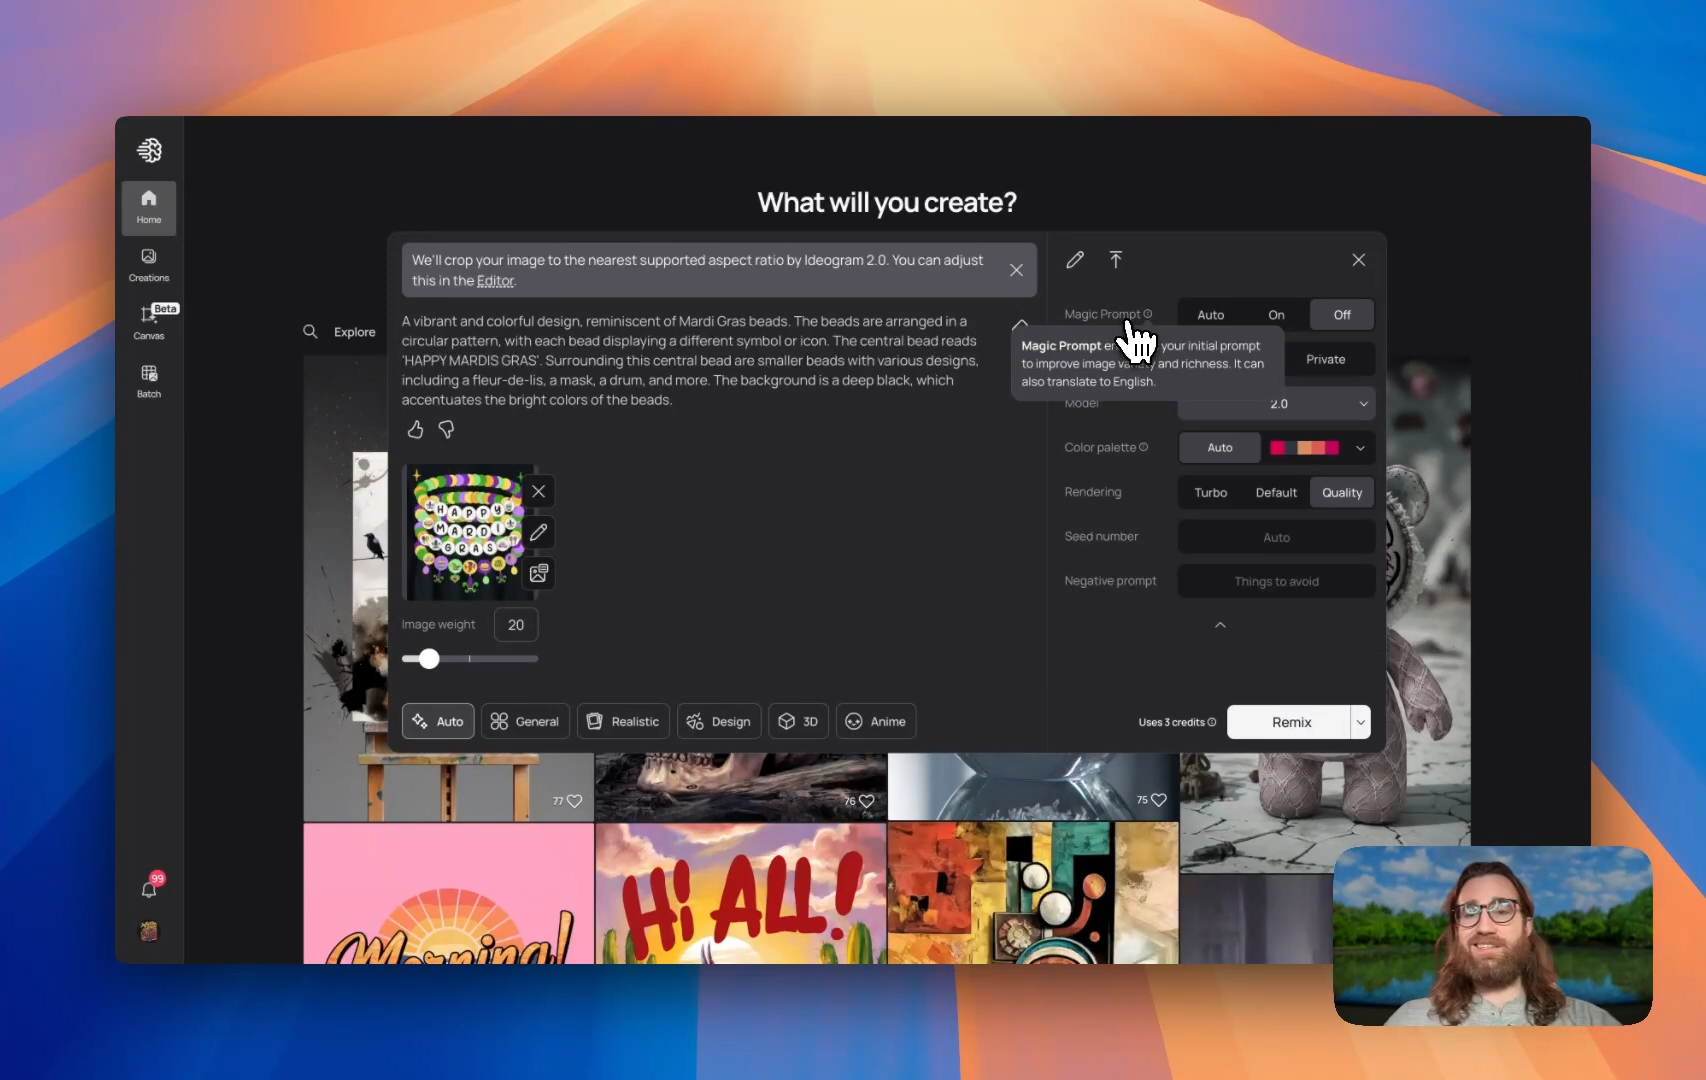 What will you create?
Home
Creations
Beta
Canvas
Batch
99
Explore
We'll crop your image to the nearest supported aspect ratio by Ideogram 2.0. You can adjust
this in the Editor.
A vibrant and colorful design, reminiscent of Mardi Gras beads. The beads are arranged in a
circular pattern, with each bead displaying a different symbol or icon. The central bead reads
'HAPPY MARDIS GRAS'. Surrounding this central bead are smaller beads with various designs,
including a fleur-de-lis, a mask, a drum, and more. The background is a deep black, which
accentuates the bright colors of the beads.
HAPPY
MARDI
GRAS
Image weight 20
Auto General Realistic Design 3D Anime
Magic Prompt Auto On Off
Magic Prompt your initial prompt
to improve image and richness. It can
also translate to English.
Private
Model 2.0
Color palette Auto
Rendering Turbo Default Quality
Seed number Auto
Negative prompt Things to avoid
Uses 3 credits Remix
77
76
75
Morning!
Hi ALL!